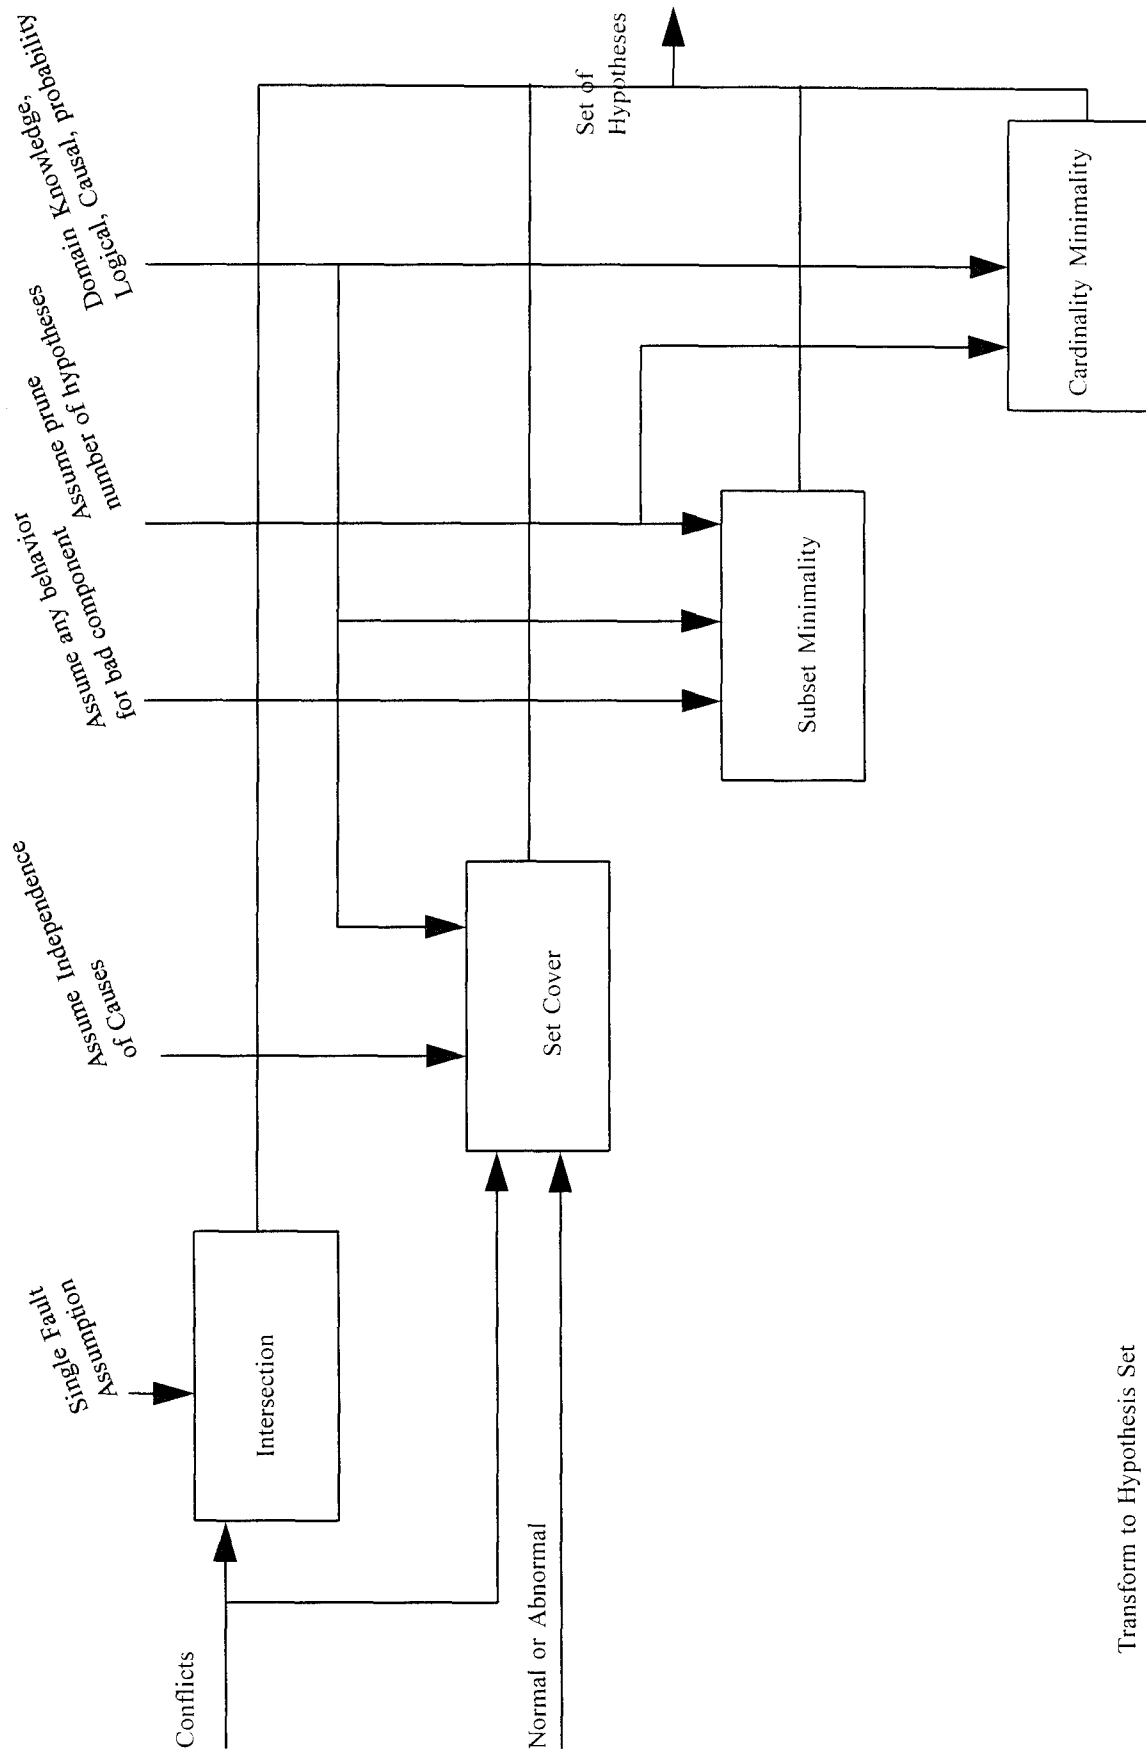 Single Fault
Assumption
Assume Independence
of Causes
Assume any behavior
for bad component
Assume prune
number of hypotheses
Domain Knowledge,
Logical, Causal, probability
Conflicts
Intersection
Normal or Abnormal
Set Cover
Subset Minimality
Cardinality Minimality
Set of
Hypotheses
Transform to Hypothesis Set